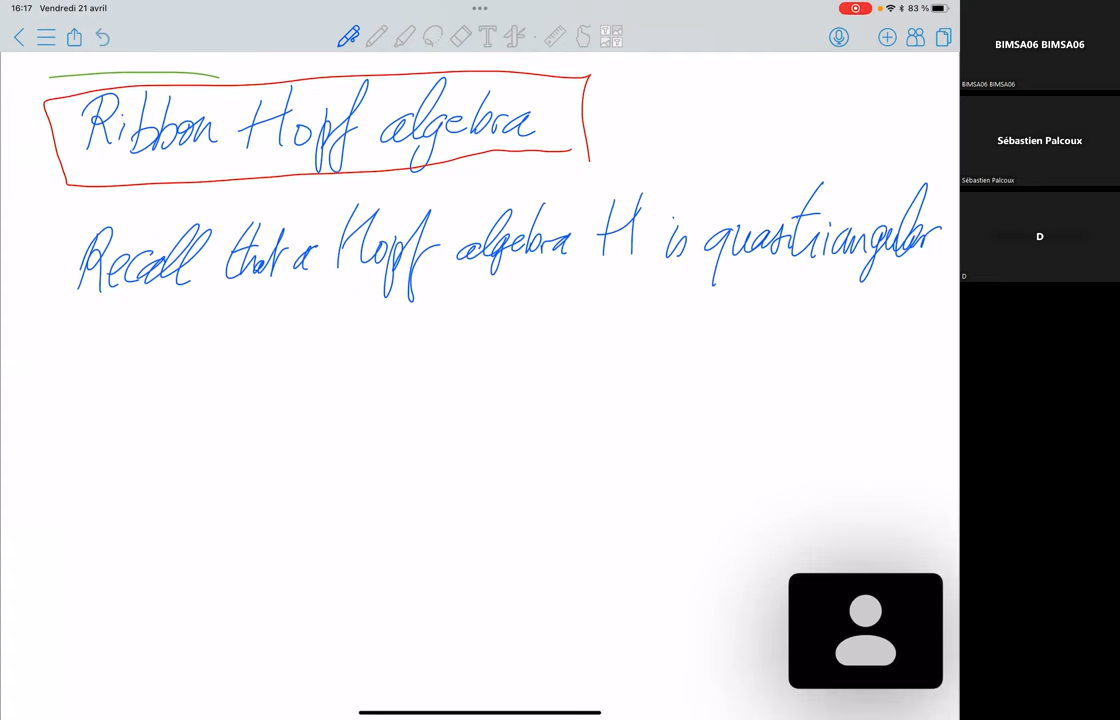 16:17 Vendredi 21 avril
83 %
Ribbon Hopf algebra
Recall that a Hopf algebra H is quasitriangular
BIMSA06 BIMSA06
BIMSA06 BIMSA06
Sébastien Palcoux
Sébastien Palcoux
D
D